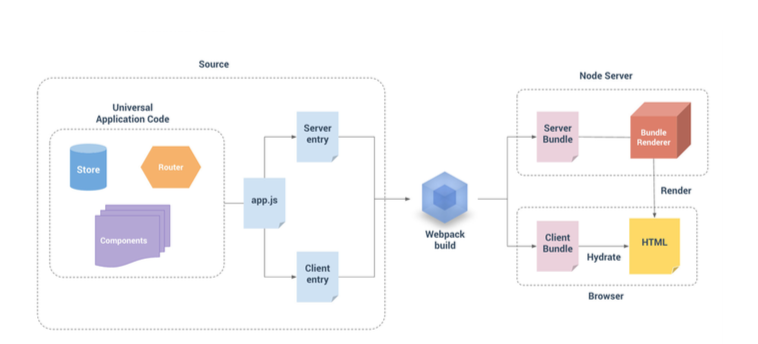 Source
Universal
Application Code
Store
Router
Components
app.js
Server
entry
Client
entry
Webpack
build
Node Server
Server
Bundle
Bundle
Renderer
Render
Client
Bundle
Hydrate
HTML
Browser